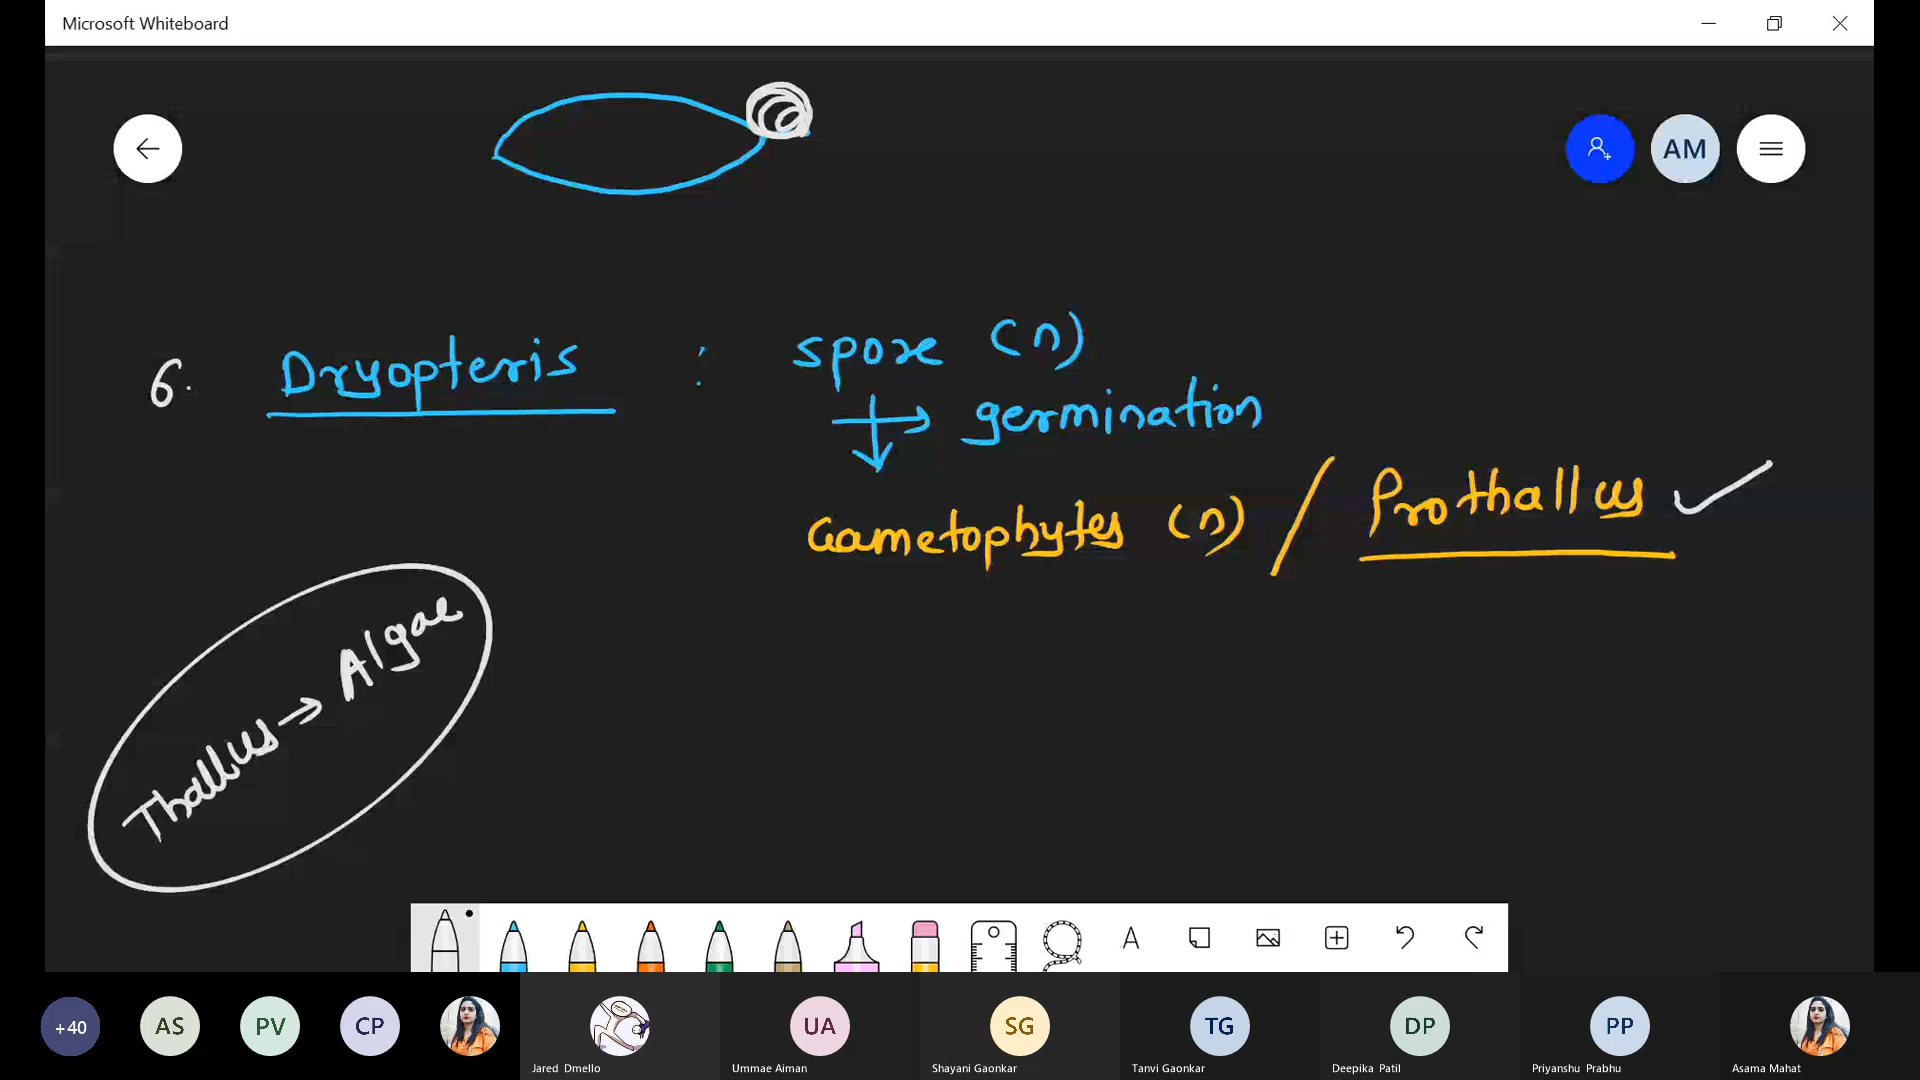 Microsoft Whiteboard
AM
6. Dryopteris : spore (n)
germination
Gametophytes (n) / Prothallus
Thallus → Algae
A
+40
AS
PV
CP
UA
SG
TG
DP
PP
Jared Dmello
Ummae Aiman
Shayani Gaonkar
Tanvi Gaonkar
Deepika Patil
Priyanshu Prabhu
Asama Mahat